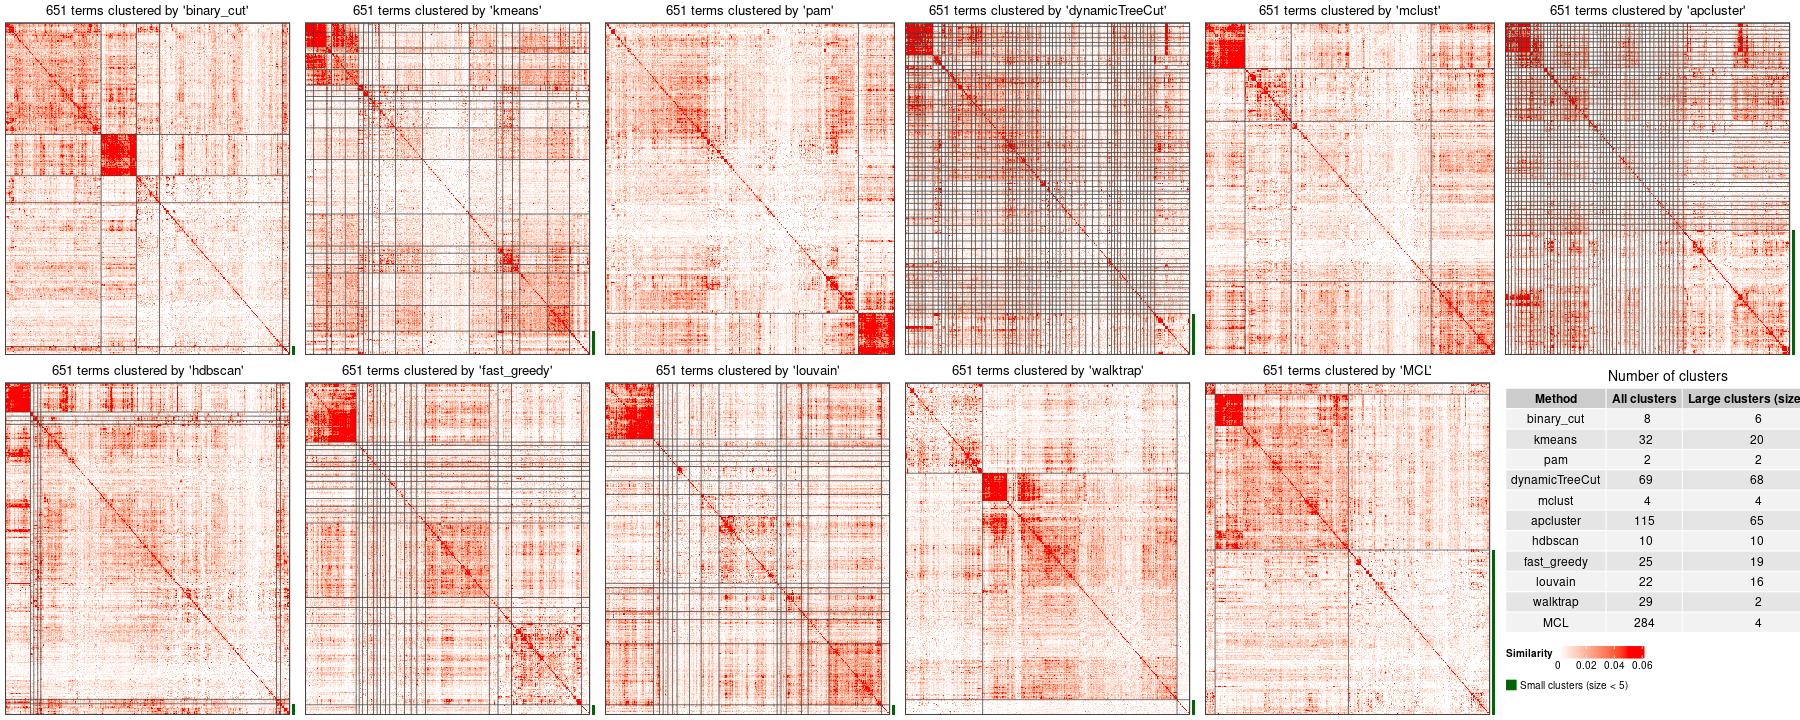 651 terms clustered by 'binary_cut'
651 terms clustered by 'kmeans'
651 terms clustered by 'pam'
651 terms clustered by 'dynamicTreeCut'
651 terms clustered by 'mclust'
651 terms clustered by 'apcluster'
651 terms clustered by 'hdbscan'
651 terms clustered by 'fast_greedy'
651 terms clustered by 'louvain'
651 terms clustered by 'walktrap'
651 terms clustered by 'MCL'
Number of clusters
Method All clusters Large clusters (size
binary_cut 8 6
kmeans 32 20
pam 2 2
dynamicTreeCut 69 68
mclust 4 4
apcluster 115 65
hdbscan 10 10
fast_greedy 25 19
louvain 22 16
walktrap 29 2
MCL 284 4
Similarity
0 0.02 0.04 0.06
Small clusters (size < 5)